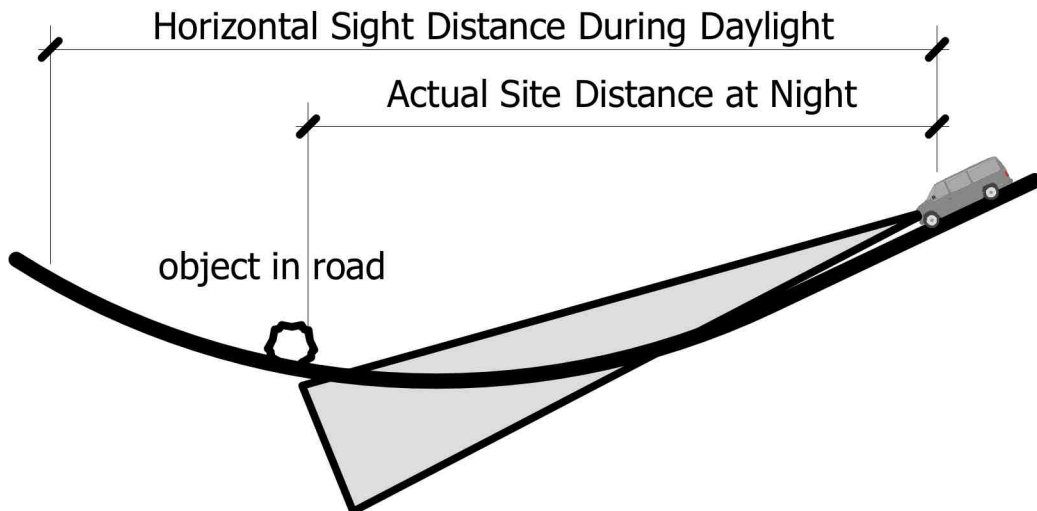 Horizontal Sight Distance During Daylight
Actual Site Distance at Night
object in road